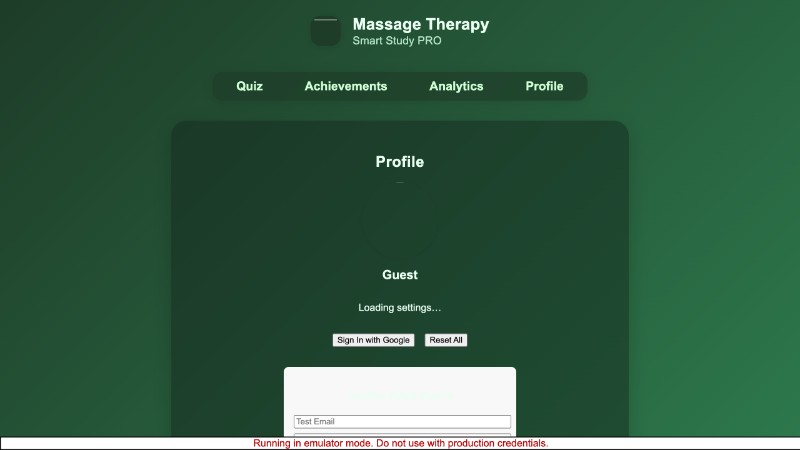 Massage Therapy
Smart Study PRO
Quiz Achievements Analytics Profile
Profile
Guest
Loading settings...
Sign In with Google Reset All
Test Email
Running in emulator mode. Do not use with production credentials.